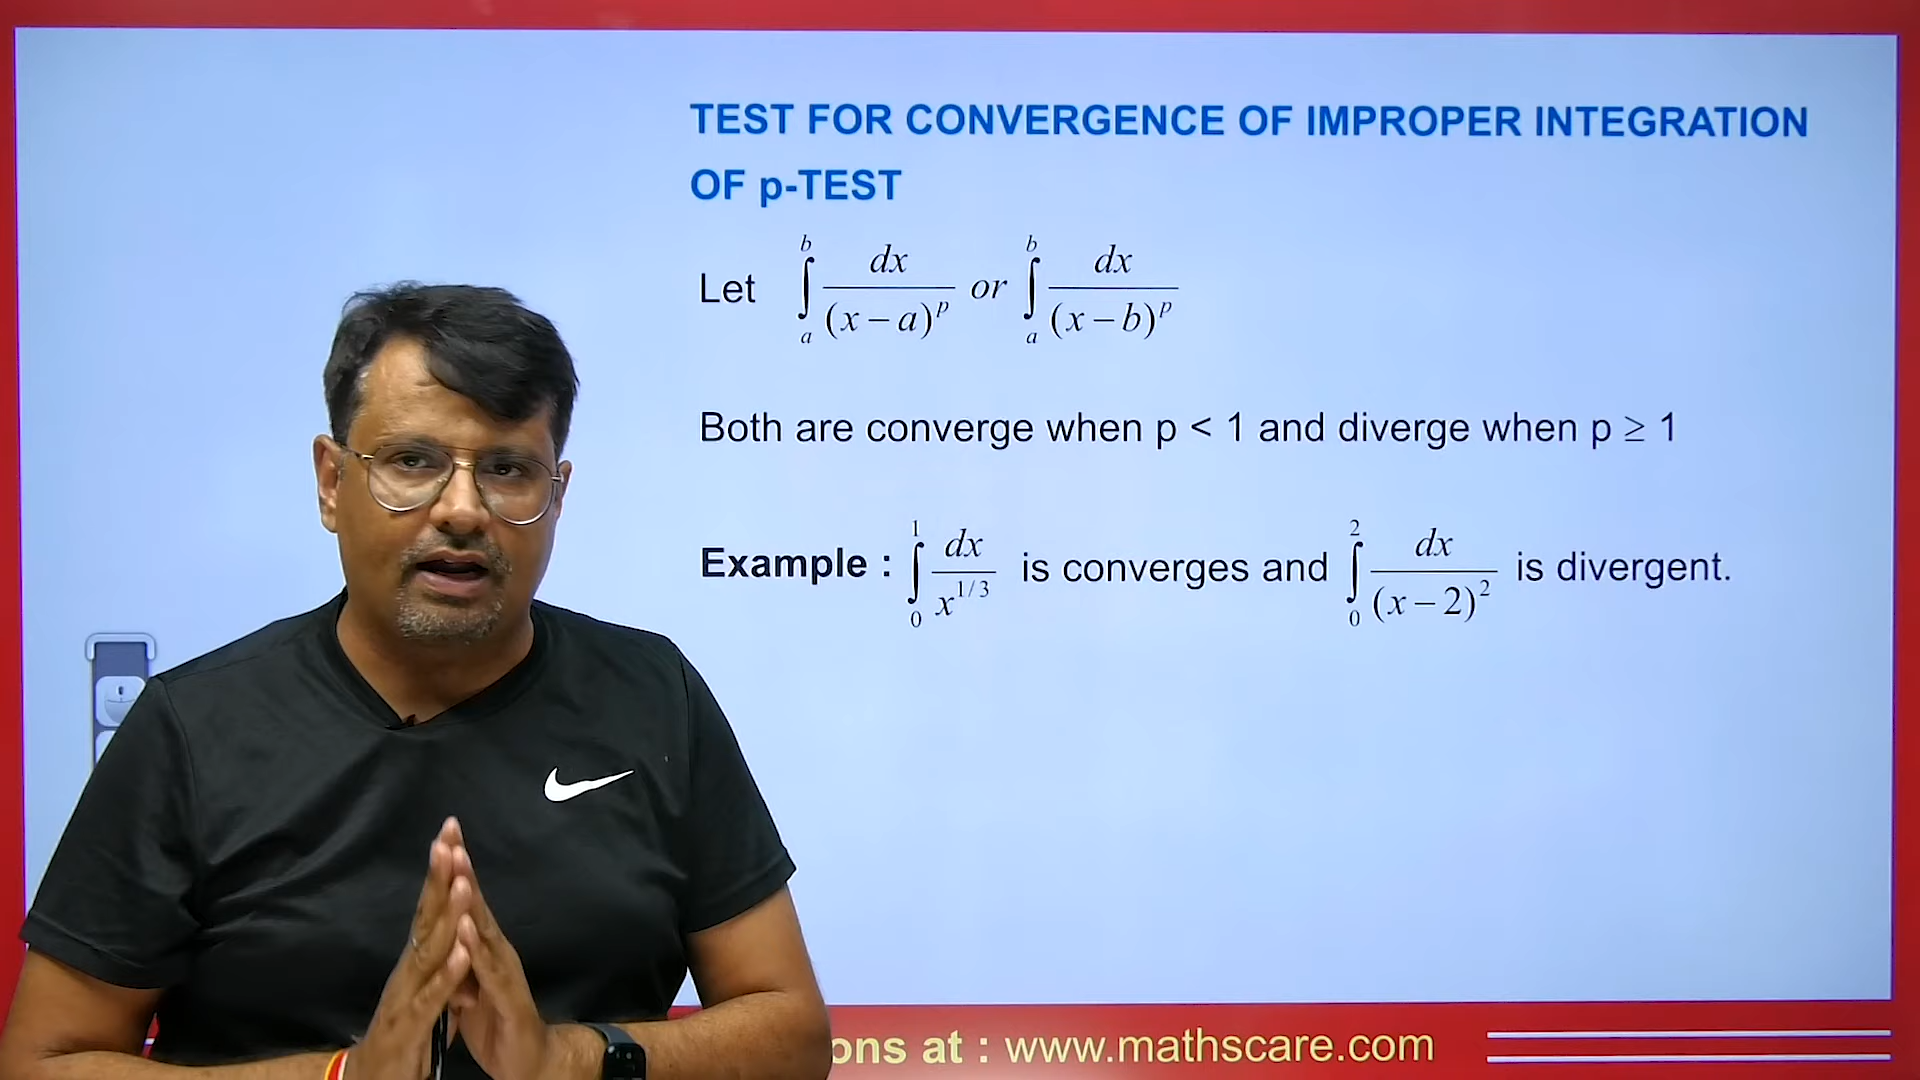 TEST FOR CONVERGENCE OF IMPROPER INTEGRATION
OF p-TEST
Let ∫_a^b dx/(x – a)^p or ∫_a^b dx/(x – b)^p
Both are converge when p < 1 and diverge when p ≥ 1
Example : ∫_0^1 dx/x^{1/3} is converges and ∫_0^2 dx/(x – 2)^2 is divergent.
at : www.mathscare.com